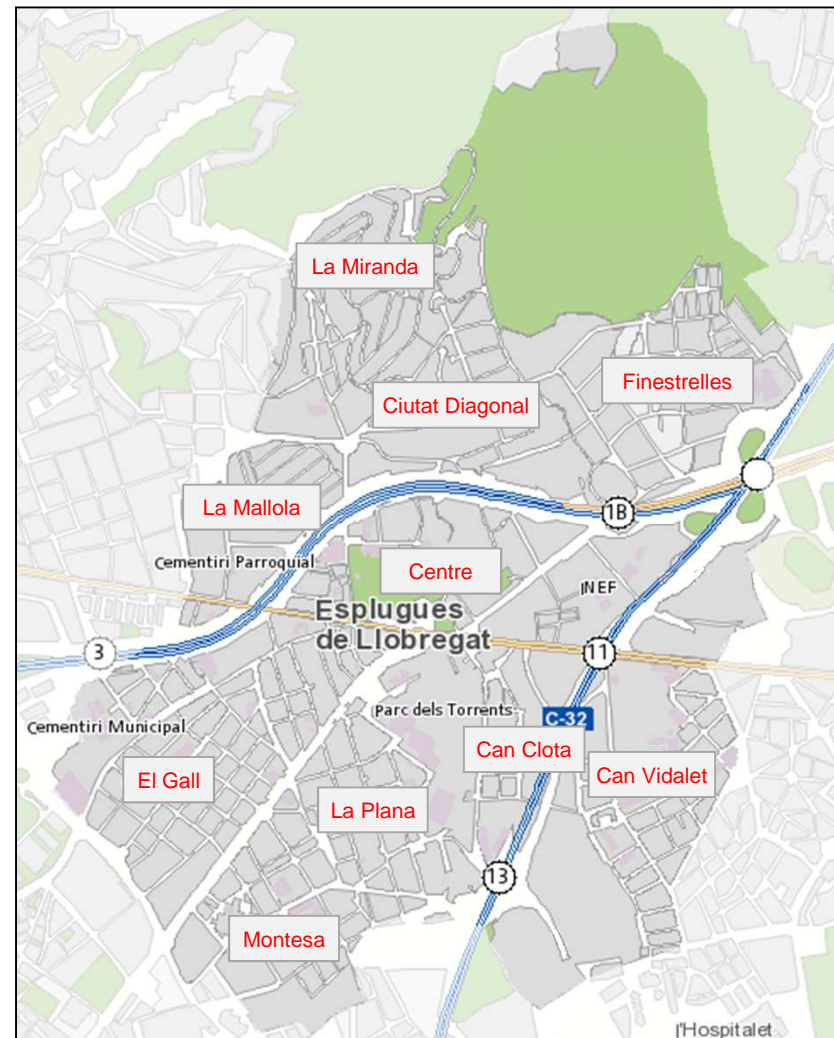 La Miranda
Finestrelles
Ciutat Diagonal
La Mallola
1B
Cementiri Parroquial
Centre
INEF
Esplugues
de Llobregat
3
11
Parc dels Torrents
C-32
Cementiri Municipal
Can Clota
Can Vidalet
El Gall
La Plana
13
Montesa
l'Hospitalet